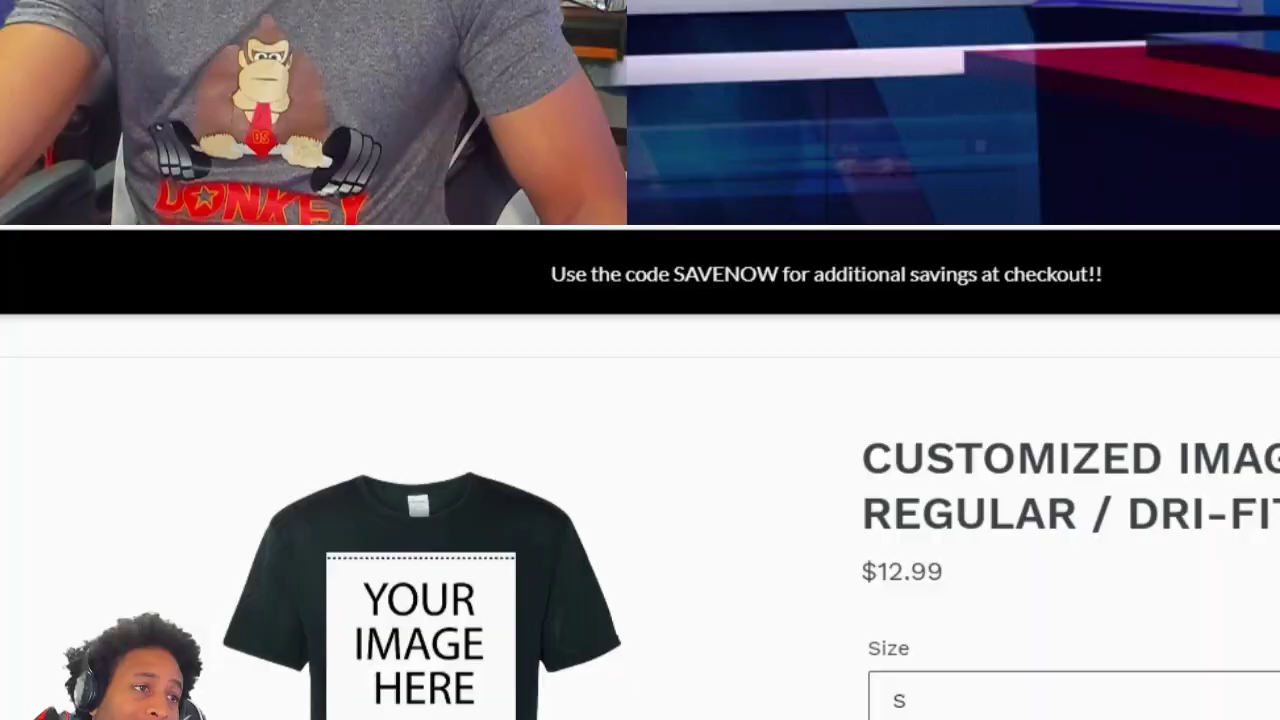 DS
DONKEY
Use the code SAVENOW for additional savings at checkout!!
CUSTOMIZED IMAG
REGULAR / DRI-FIT
$12.99
Size
S
YOUR
IMAGE
HERE